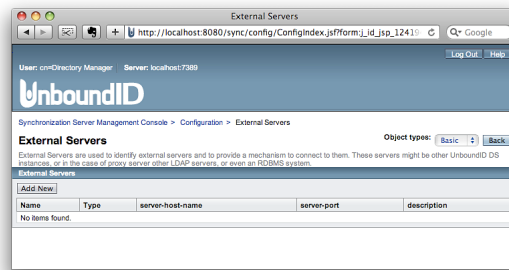 External Servers
http://localhost:8080/sync/config/ConfigIndex.jsf?form:j_id_jsp_12419
Google
Log Out Help
User: cn=Directory Manager Server: localhost:7389
UnboundID
Synchronization Server Management Console > Configuration > External Servers
External Servers
Object types: Basic Back
External Servers are used to identify external servers and to provide a mechanism to connect to them. These servers might be other UnboundID DS
instances, or in the case of proxy server other LDAP servers, or even an RDBMS system.
External Servers
Add New
Name Type server-host-name server-port description
No items found.